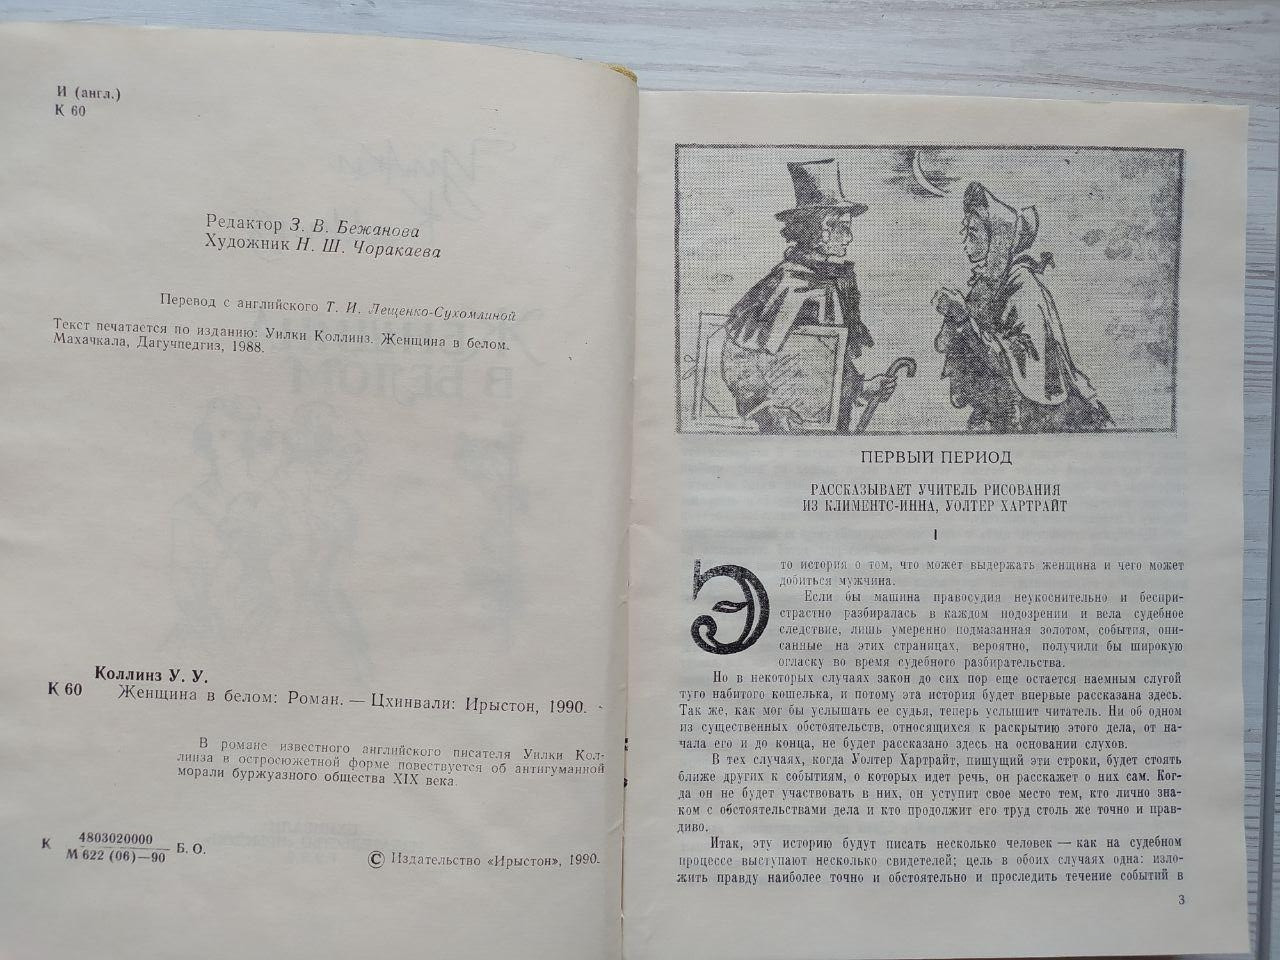 И (англ.)
К 60
Редактор З. В. Бежанова
Художник Н. Ш. Чоракаева
Перевод с английского Т. И. Лещенко-Сухомлиной
Текст печатается по изданию: Уилки Коллинз. Женщина в белом.
Махачкала, Дагучпедгиз, 1988.
Коллинз У. У.
К 60 Женщина в белом: Роман. — Цхинвали: Ирыстон, 1990.
В романе известного английского писателя Уилки Кол-
линза в остросюжетной форме повествуется об антигуманной
морали буржуазного общества XIX века.
К 4803020000
М 622 (06)—90 Б. О.
© Издательство «Ирыстон», 1990.
ПЕРВЫЙ ПЕРИОД
РАССКАЗЫВАЕТ УЧИТЕЛЬ РИСОВАНИЯ
ИЗ КЛИМЕНТС-ИННА, УОЛТЕР ХАРТРАЙТ
I
Это история о том, что может выдержать женщина и чего может
добиться мужчина.
Если бы машина правосудия неукоснительно и беспри-
страстно разбиралась в каждом подозрении и вела судебное
следствие, лишь умеренно подмазанная золотом, события, опи-
санные на этих страницах, вероятно, получили бы широкую
огласку во время судебного разбирательства.
Но в некоторых случаях закон до сих пор еще остается наемным слугой
туго набитого кошелька, и потому эта история будет впервые рассказана здесь.
Так же, как мог бы услышать ее судья, теперь услышит читатель. Ни об одном
из существенных обстоятельств, относящихся к раскрытию этого дела, от на-
чала его и до конца, не будет рассказано здесь на основании слухов.
В тех случаях, когда Уолтер Хартрайт, пишущий эти строки, будет стоять
ближе других к событиям, о которых идет речь, он расскажет о них сам. Ког-
да он не будет участвовать в них, он уступит свое место тем, кто лично зна-
ком с обстоятельствами дела и кто продолжит его труд столь же точно и прав-
диво.
Итак, эту историю будут писать несколько человек — как на судебном
процессе выступают несколько свидетелей; цель в обоих случаях одна: изло-
жить правду наиболее точно и обстоятельно и проследить течение событий в
3